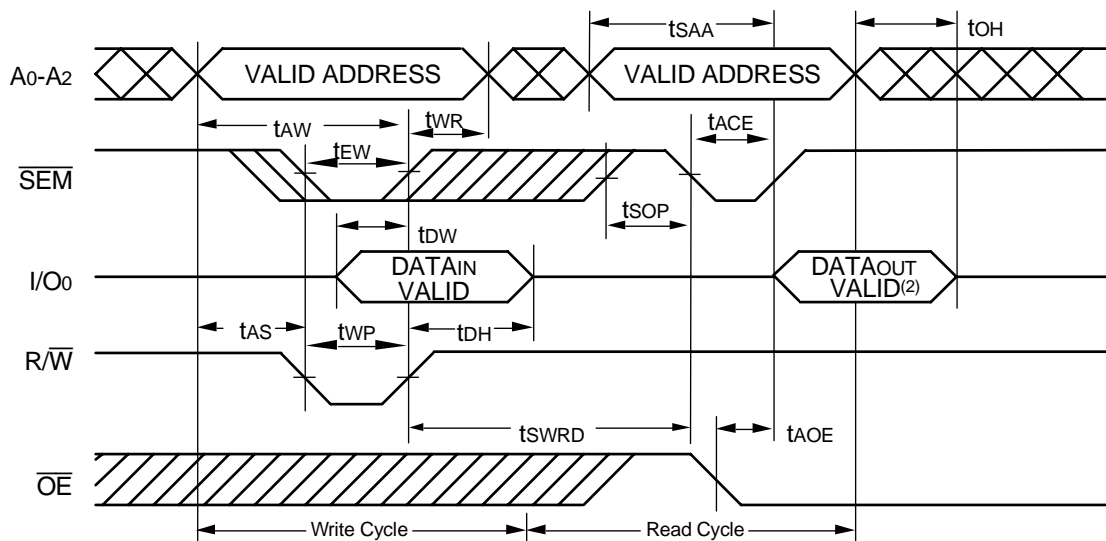 tSAA
tOH
A0-A2
VALID ADDRESS
VALID ADDRESS
tAW
tWR
tACE
tEW
SEM
tSOP
tDW
I/O0
DATAIN
VALID
DATAOUT
VALID(2)
tAS
tWP
tDH
R/W
tSWRD
tAOE
OE
Write Cycle
Read Cycle